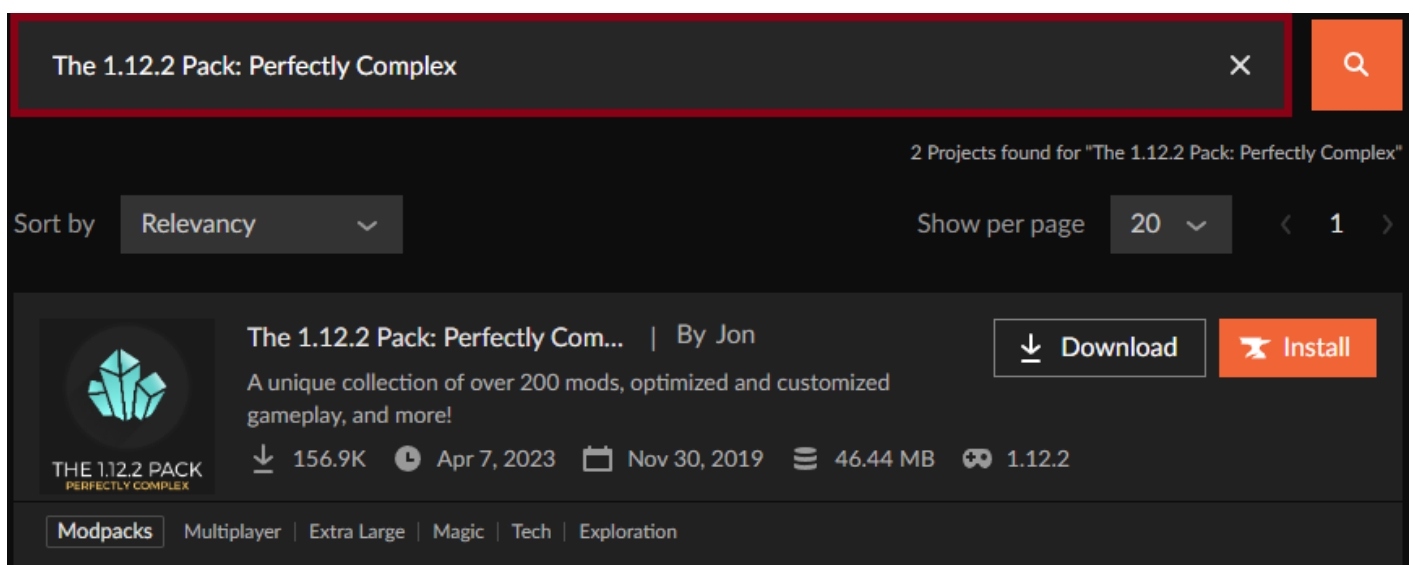 The 1.12.2 Pack: Perfectly Complex
2 Projects found for "The 1.12.2 Pack: Perfectly Complex"
Sort by Relevancy Show per page 20 1
The 1.12.2 Pack: Perfectly Com... | By Jon
Download
Install
A unique collection of over 200 mods, optimized and customized
gameplay, and more!
156.9K Apr 7, 2023 Nov 30, 2019 46.44 MB 1.12.2
THE 1.12.2 PACK
PERFECTLY COMPLEX
Modpacks Multiplayer | Extra Large | Magic | Tech | Exploration